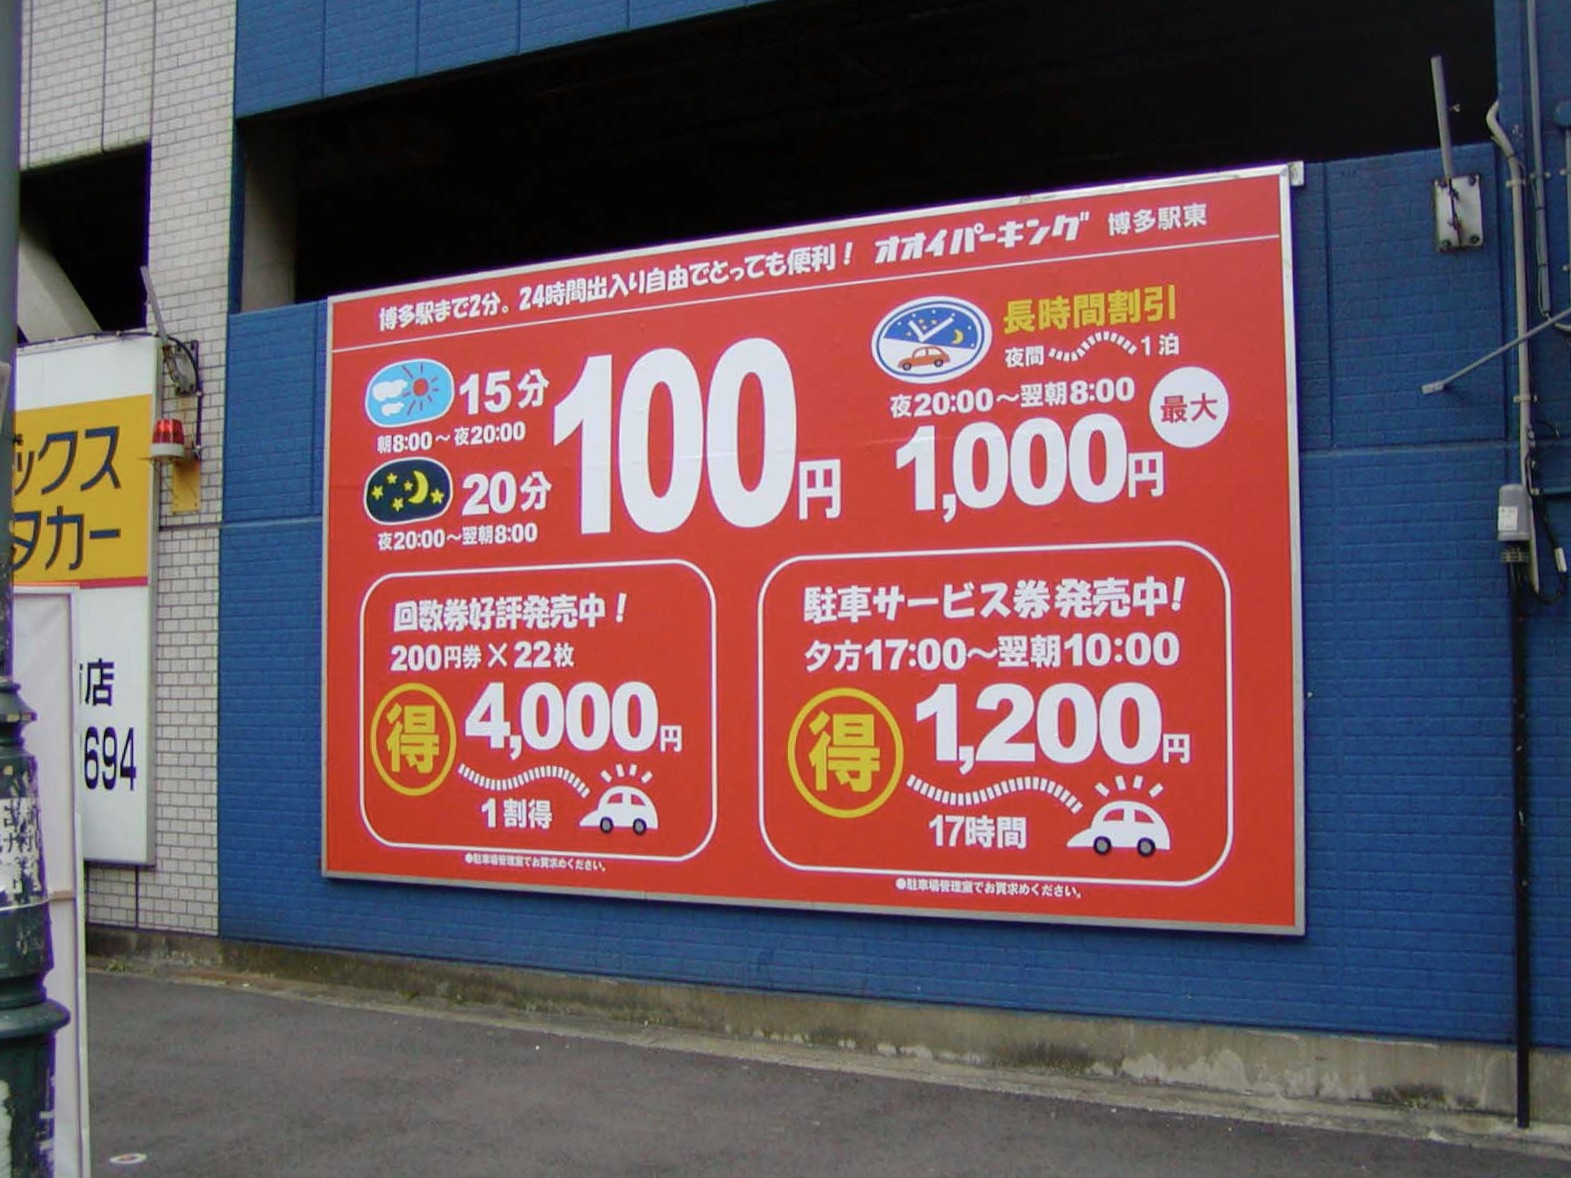 博多駅まで2分。24時間出入り自由でとっても便利！ オオイパーキング 博多駅東
15分
朝8:00～夜20:00
20分
夜20:00～翌朝8:00
100円
長時間割引
夜間 1泊
夜20:00～翌朝8:00
最大
1,000円
回数券好評発売中！
200円券×22枚
得 4,000円
1割得
●駐車場管理室でお買求めください。
駐車サービス券発売中！
夕方17:00～翌朝10:00
得 1,200円
17時間
●駐車場管理室でお買求めください。
ックス
タカー
店
694